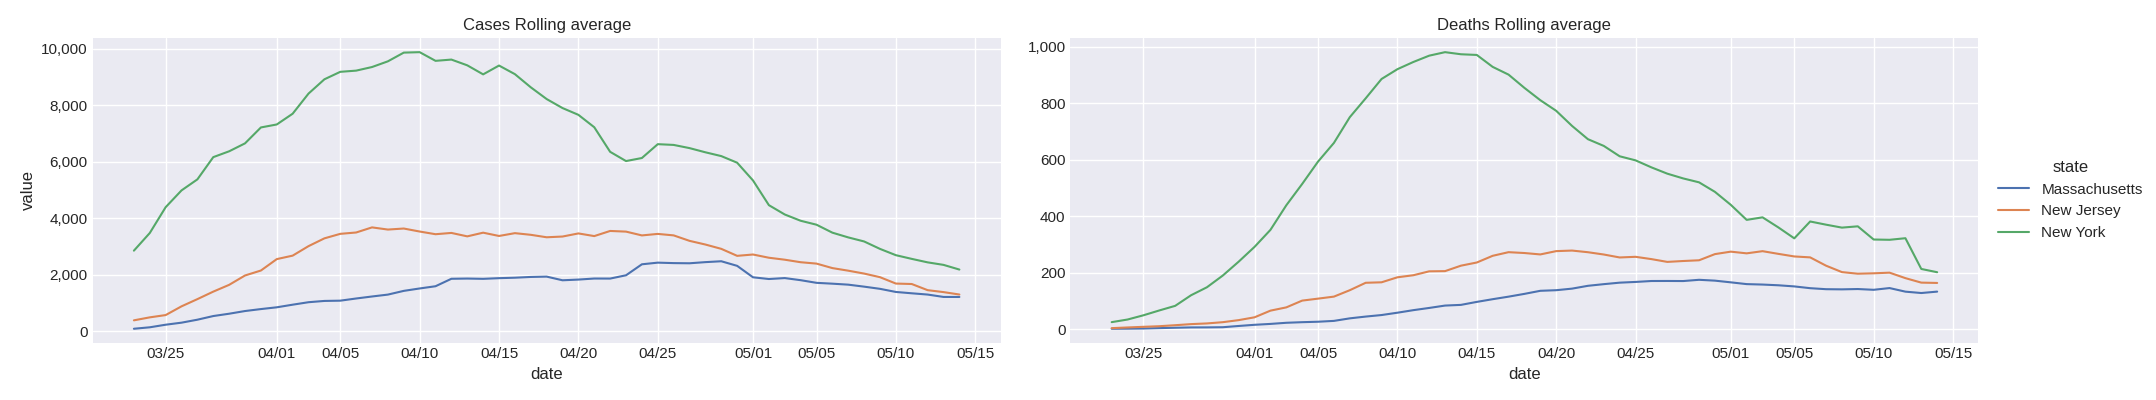 Cases Rolling average
10,000
8,000
6,000
4,000
2,000
0
value
03/25 04/01 04/05 04/10 04/15 04/20 04/25 05/01 05/05 05/10 05/15
date
Deaths Rolling average
1,000
800
600
400
200
0
03/25 04/01 04/05 04/10 04/15 04/20 04/25 05/01 05/05 05/10 05/15
date
state
Massachusetts
New Jersey
New York